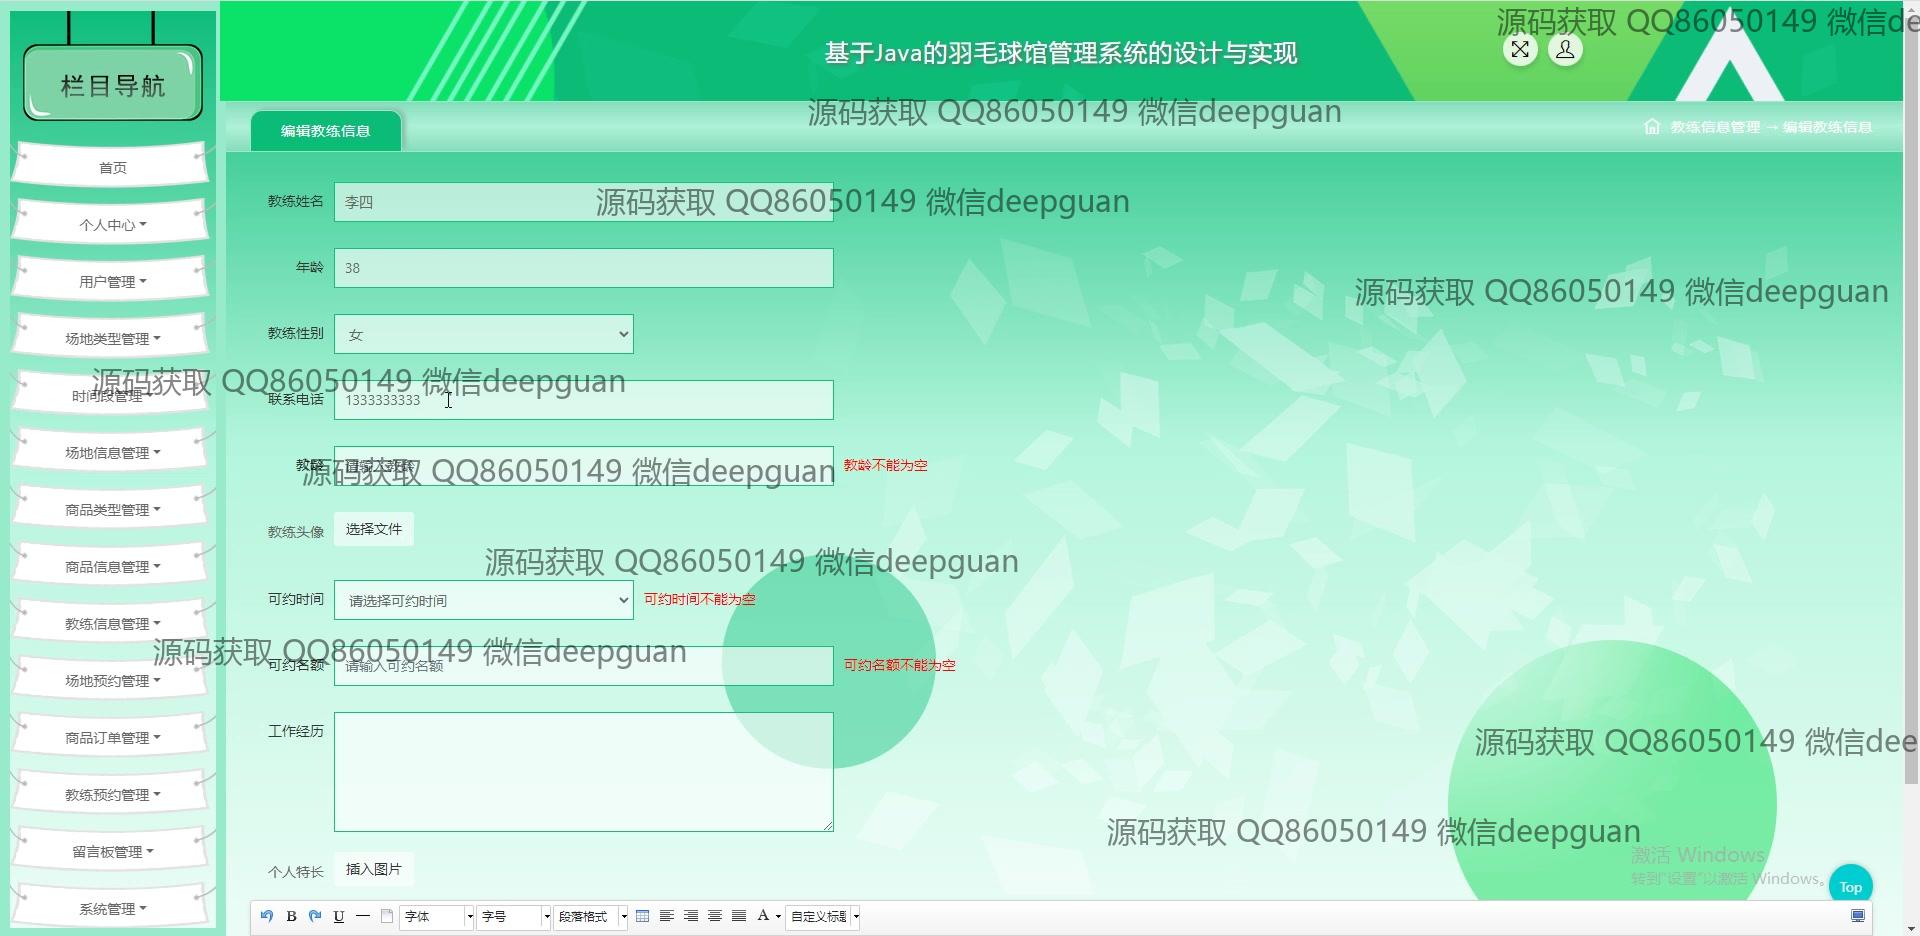 栏目导航
首页
个人中心
用户管理
场地类型管理
时间段管理
场地信息管理
商品类型管理
商品信息管理
教练信息管理
场地预约管理
商品订单管理
教练预约管理
留言板管理
系统管理
基于Java的羽毛球馆管理系统的设计与实现
源码获取 QQ86050149 微信deepguan
编辑教练信息
源码获取 QQ86050149 微信deepguan
教练信息管理 → 编辑教练信息
教练姓名 李四
源码获取 QQ86050149 微信deepguan
年龄 38
源码获取 QQ86050149 微信deepguan
教练性别 女
源码获取 QQ86050149 微信deepguan
联系电话 1333333333
教龄 请输入教龄 教龄不能为空
源码获取 QQ86050149 微信deepguan
教练头像 选择文件
源码获取 QQ86050149 微信deepguan
可约时间 请选择可约时间 可约时间不能为空
源码获取 QQ86050149 微信deepguan
可约名额 请输入可约名额 可约名额不能为空
工作经历
源码获取 QQ86050149 微信dee
源码获取 QQ86050149 微信deepguan
激活 Windows
转到"设置"以激活 Windows。
个人特长 插入图片
Top
B U 字体 字号 段落格式 A 自定义标题